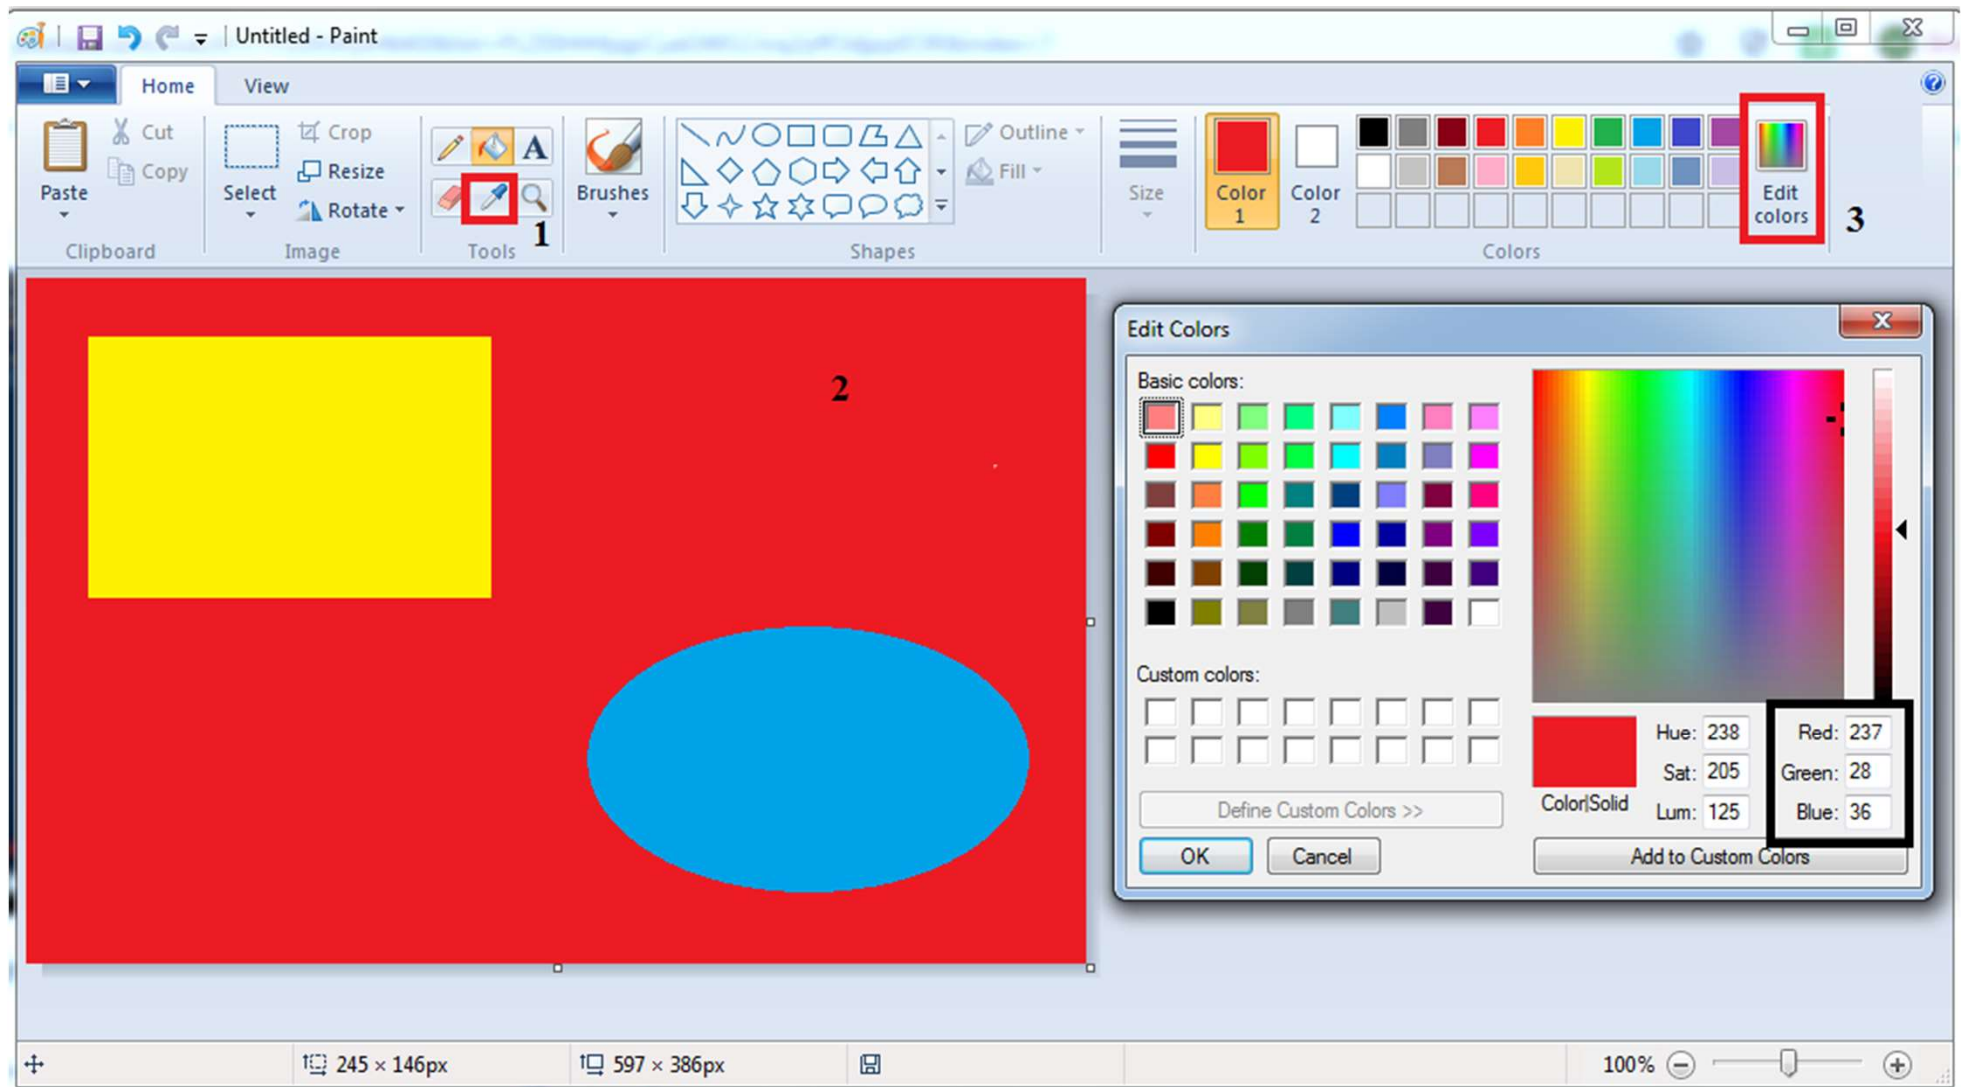 Untitled - Paint
Home View
Paste
Cut
Copy
Clipboard
Select
Crop
Resize
Rotate
Image
A
1
Tools
Brushes
Shapes
Outline
Fill
Size
Color 1
Color 2
Edit colors
3
Colors
2
Edit Colors
Basic colors:
Custom colors:
Define Custom Colors >>
OK Cancel
Color|Solid
Hue: 238
Sat: 205
Lum: 125
Red: 237
Green: 28
Blue: 36
Add to Custom Colors
245 × 146px
597 × 386px
100%